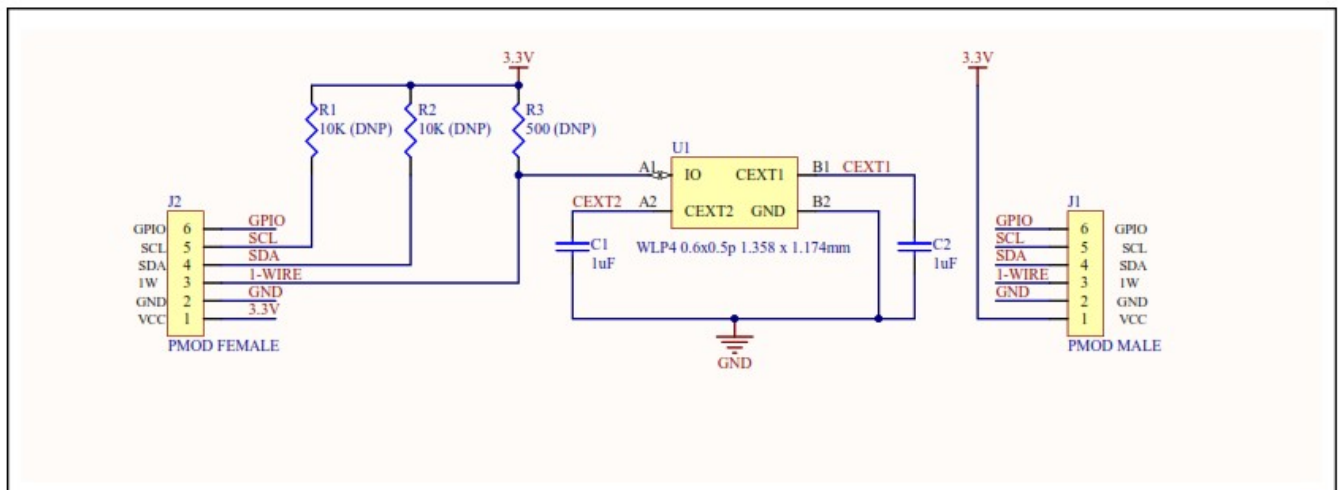 3.3V
3.3V
R1
10K (DNP)
R2
10K (DNP)
R3
500 (DNP)
U1
A1
IO
CEXT1
B1
CEXT1
CEXT2
A2
CEXT2
GND
B2
WLP4 0.6x0.5p 1.358 x 1.174mm
C1
1uF
C2
1uF
GND
J2
GPIO
6
GPIO
SCL
5
SCL
SDA
4
SDA
1W
3
1-WIRE
GND
2
GND
VCC
1
3.3V
PMOD FEMALE
J1
GPIO
6
GPIO
SCL
5
SCL
SDA
4
SDA
1-WIRE
3
1W
GND
2
GND
1
VCC
PMOD MALE